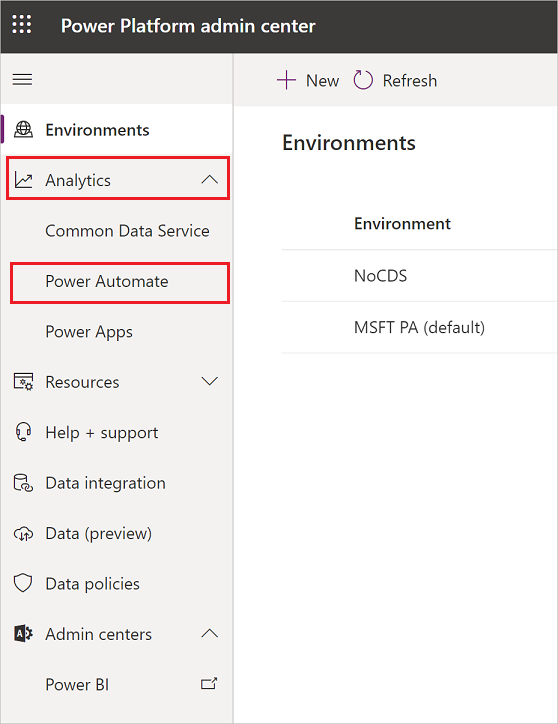 Power Platform admin center
New Refresh
Environments
Analytics
Common Data Service
Power Automate
Power Apps
Resources
Help + support
Data integration
Data (preview)
Data policies
Admin centers
Power BI
Environments
Environment
NoCDS
MSFT PA (default)